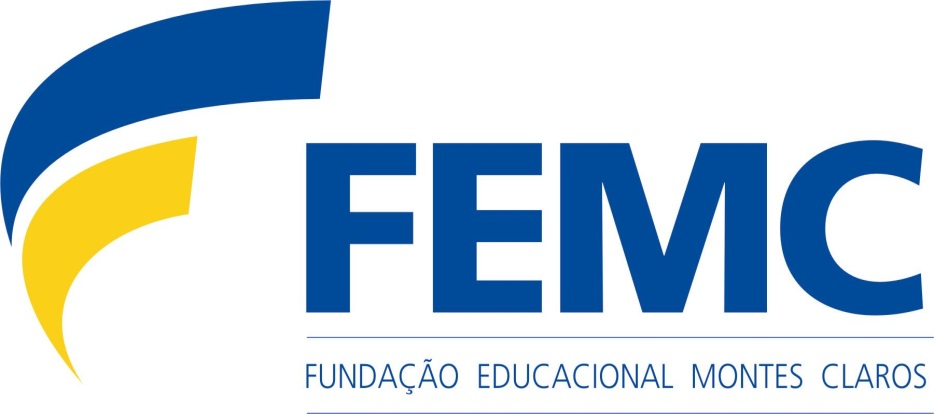 FEMC
FUNDAÇÃO EDUCACIONAL MONTES CLAROS